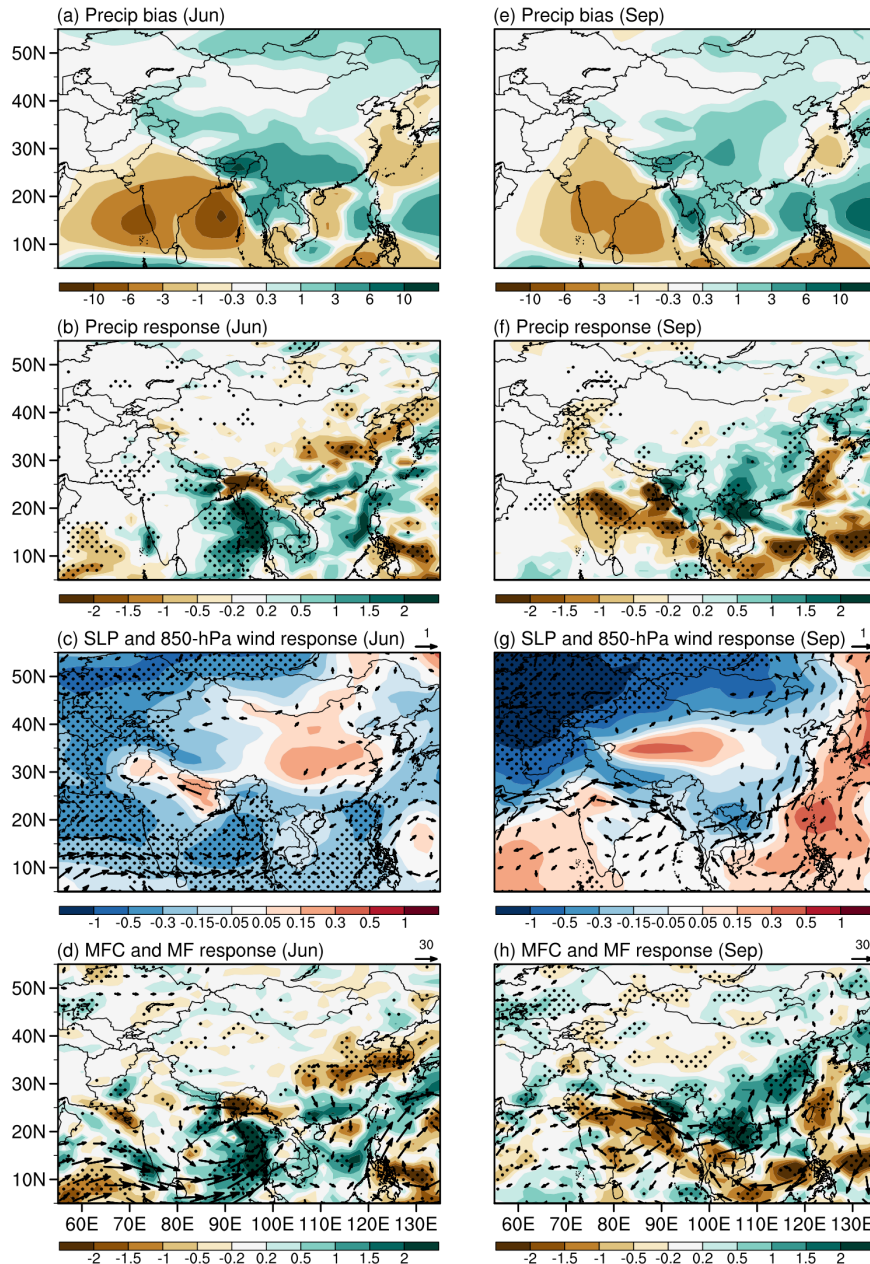 (a) Precip bias (Jun)
50N
40N
30N
20N
10N
-10 -6 -3 -1 -0.3 0.3 1 3 6 10
(e) Precip bias (Sep)
-10 -6 -3 -1 -0.3 0.3 1 3 6 10
(b) Precip response (Jun)
50N
40N
30N
20N
10N
-2 -1.5 -1 -0.5 -0.2 0.2 0.5 1 1.5 2
(f) Precip response (Sep)
-2 -1.5 -1 -0.5 -0.2 0.2 0.5 1 1.5 2
(c) SLP and 850-hPa wind response (Jun) 1
50N
40N
30N
20N
10N
-1 -0.5 -0.3 -0.15 -0.05 0.05 0.15 0.3 0.5 1
(g) SLP and 850-hPa wind response (Sep) 1
-1 -0.5 -0.3 -0.15 -0.05 0.05 0.15 0.3 0.5 1
(d) MFC and MF response (Jun) 30
50N
40N
30N
20N
10N
60E 70E 80E 90E 100E 110E 120E 130E
-2 -1.5 -1 -0.5 -0.2 0.2 0.5 1 1.5 2
(h) MFC and MF response (Sep) 30
60E 70E 80E 90E 100E 110E 120E 130E
-2 -1.5 -1 -0.5 -0.2 0.2 0.5 1 1.5 2